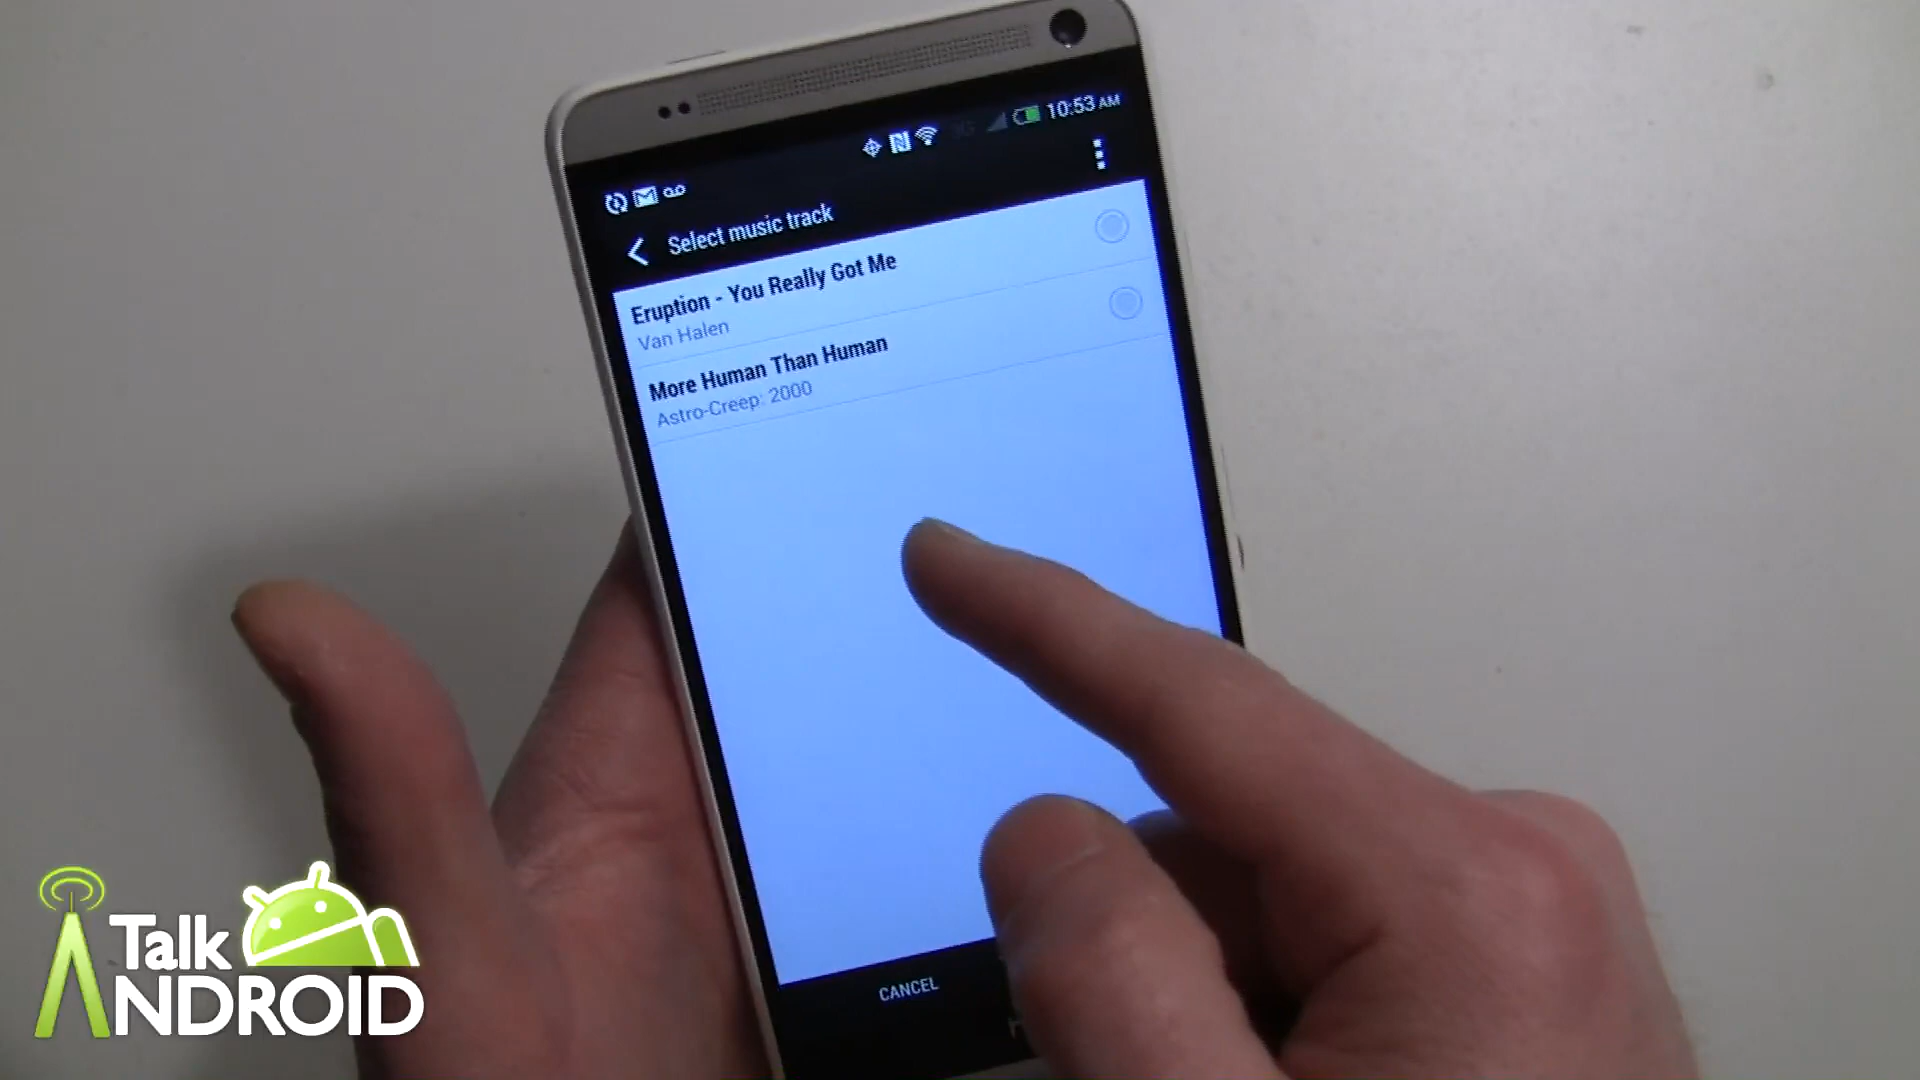 10:53 AM
Select music track
Eruption - You Really Got Me
Van Halen
More Human Than Human
Astro-Creep: 2000
CANCEL
Talk
ANDROID